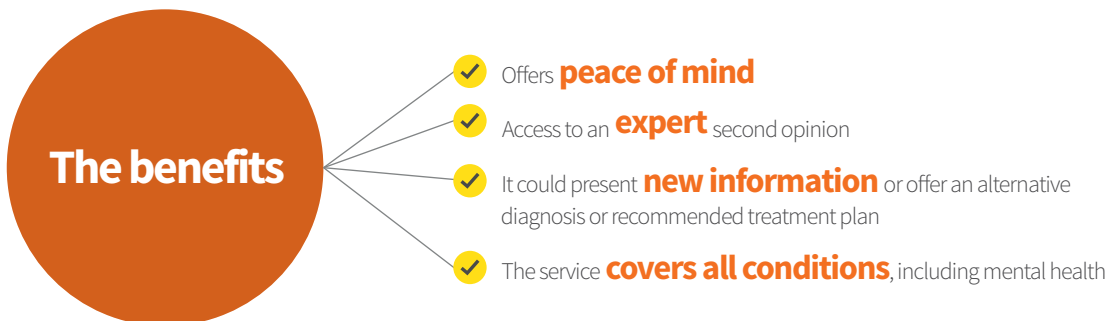 The benefits
Offers peace of mind
Access to an expert second opinion
It could present new information or offer an alternative
diagnosis or recommended treatment plan
The service covers all conditions, including mental health